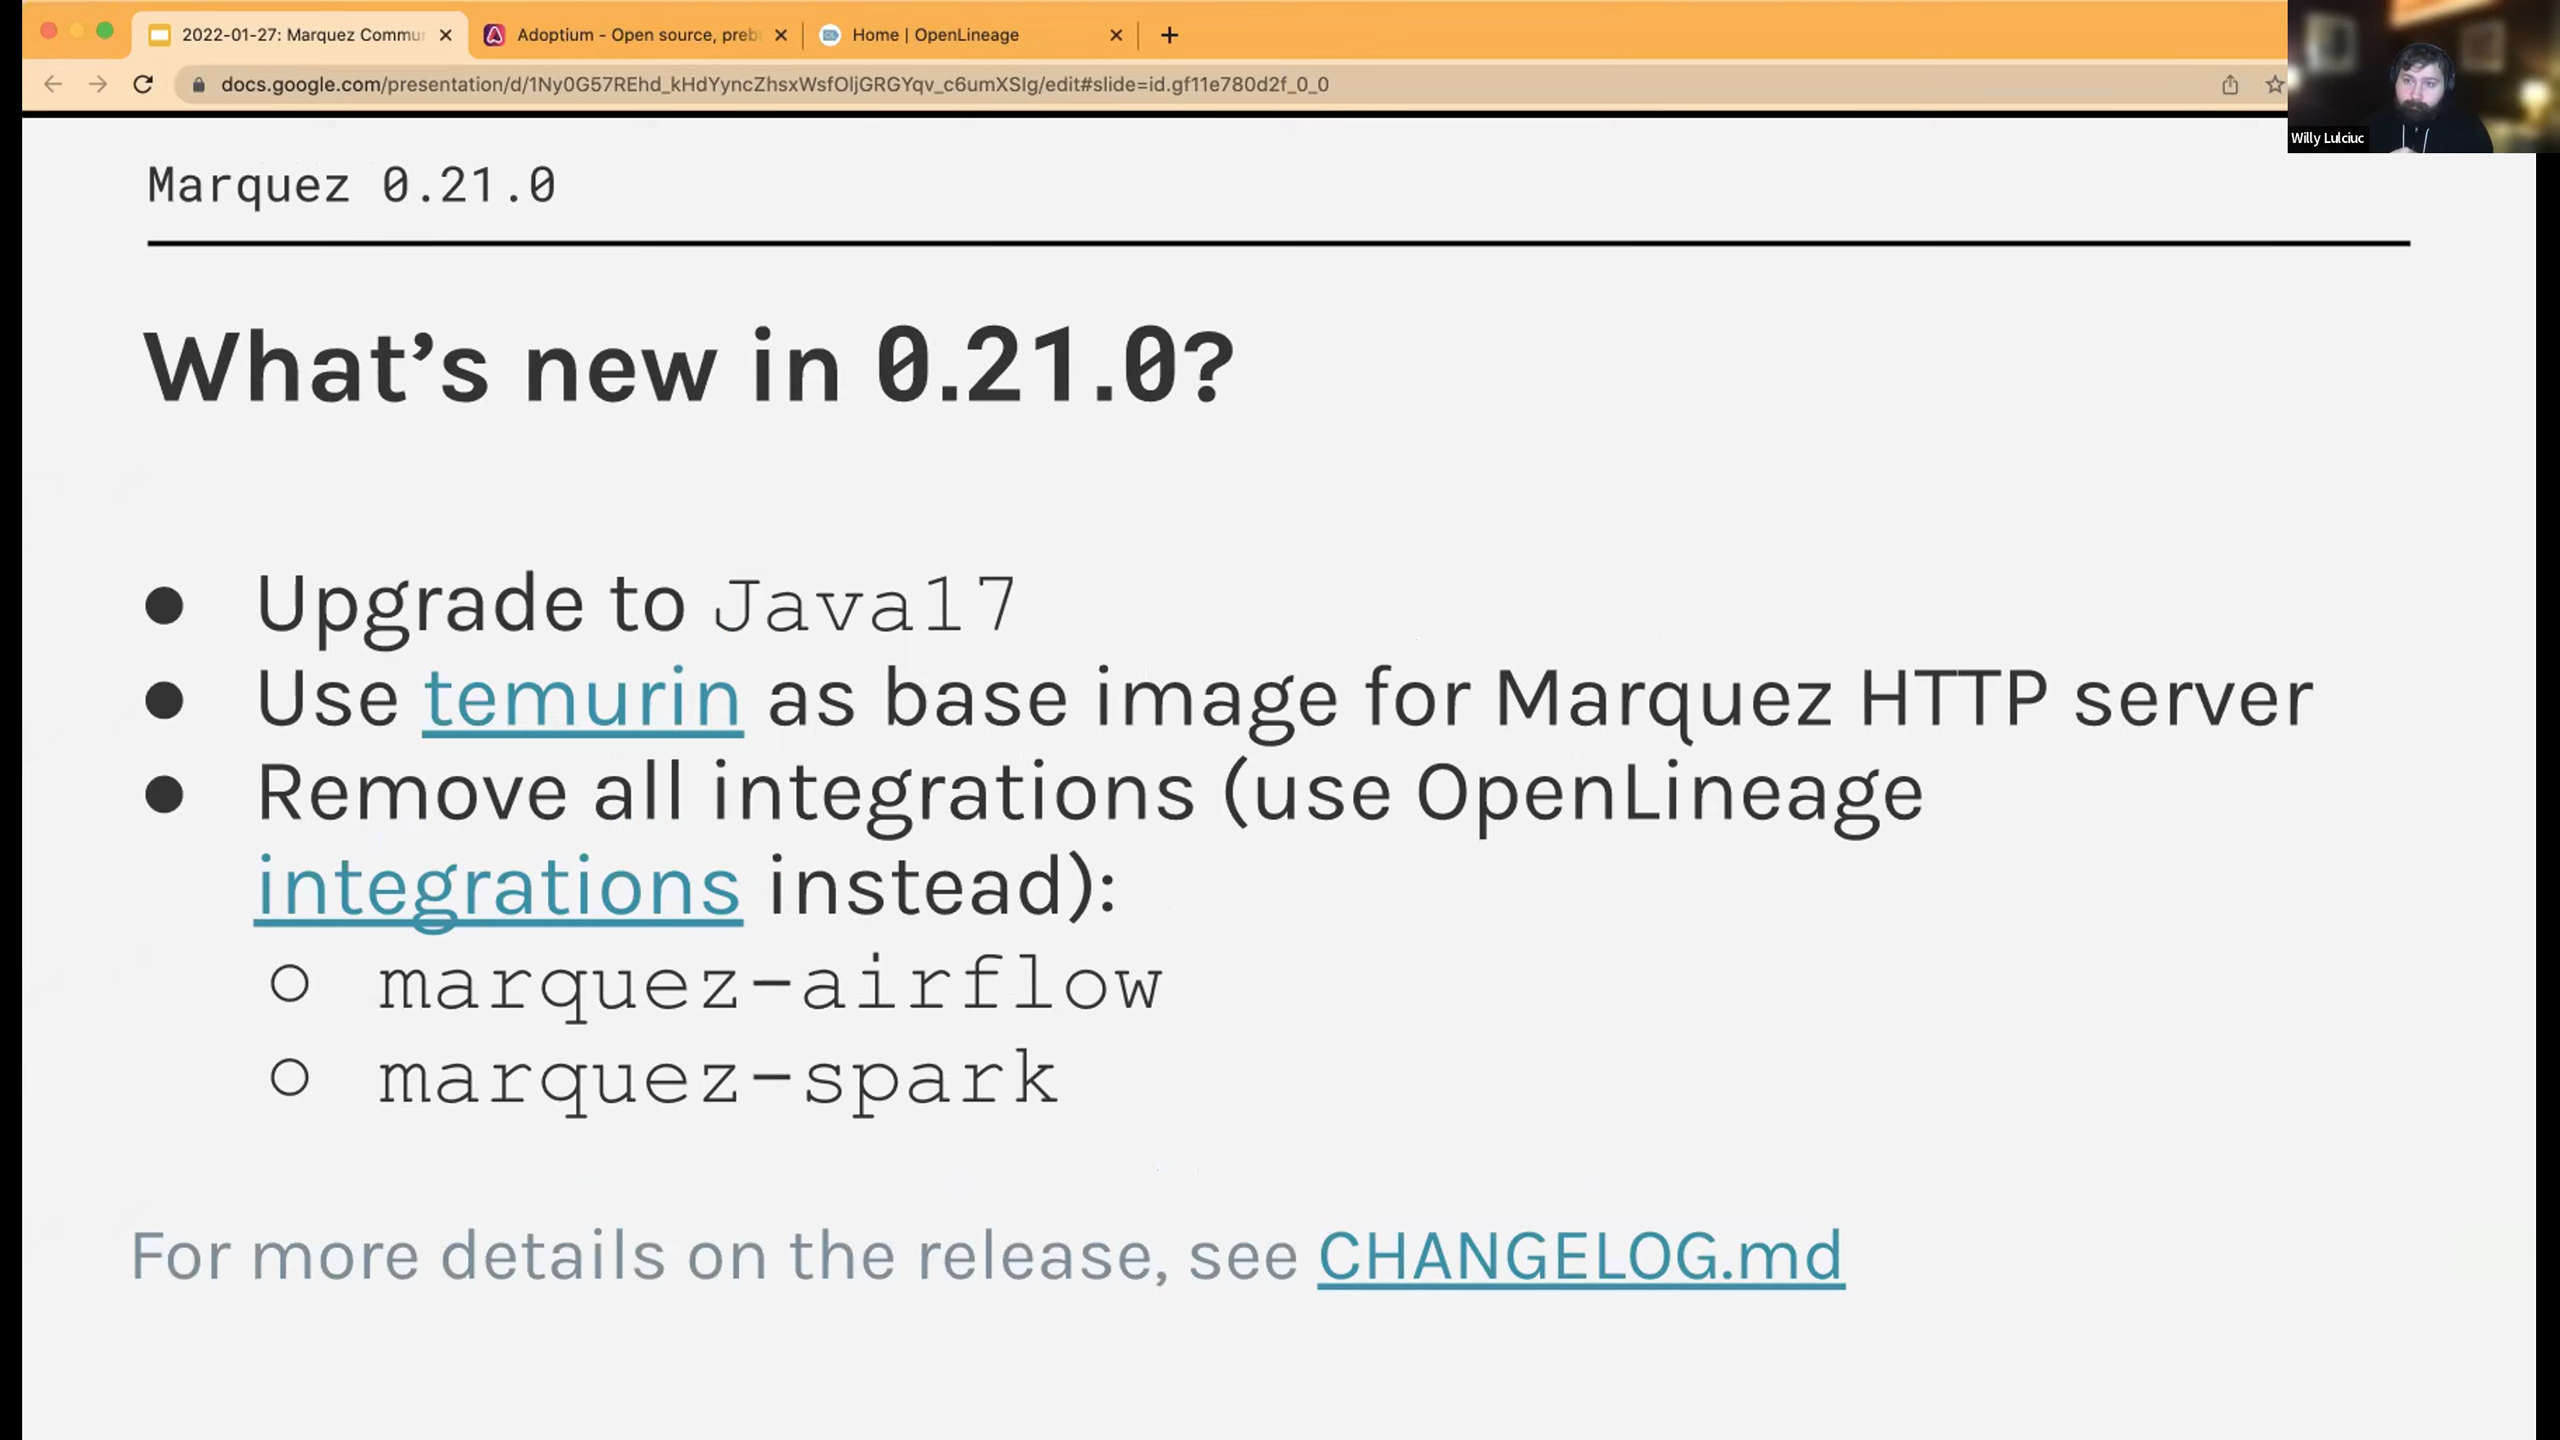 2022-01-27: Marquez Commu
Adoptium - Open source, preb
Home | OpenLineage
docs.google.com/presentation/d/1Ny0G57REhd_kHdYyncZhsxWsfOljGRGYqv_c6umXSIg/edit#slide=id.gf11e780d2f_0_0
Willy Lulciuc
Marquez 0.21.0
What’s new in 0.21.0?
● Upgrade to Java17
● Use temurin as base image for Marquez HTTP server
● Remove all integrations (use OpenLineage
integrations instead):
○ marquez-airflow
○ marquez-spark
For more details on the release, see CHANGELOG.md